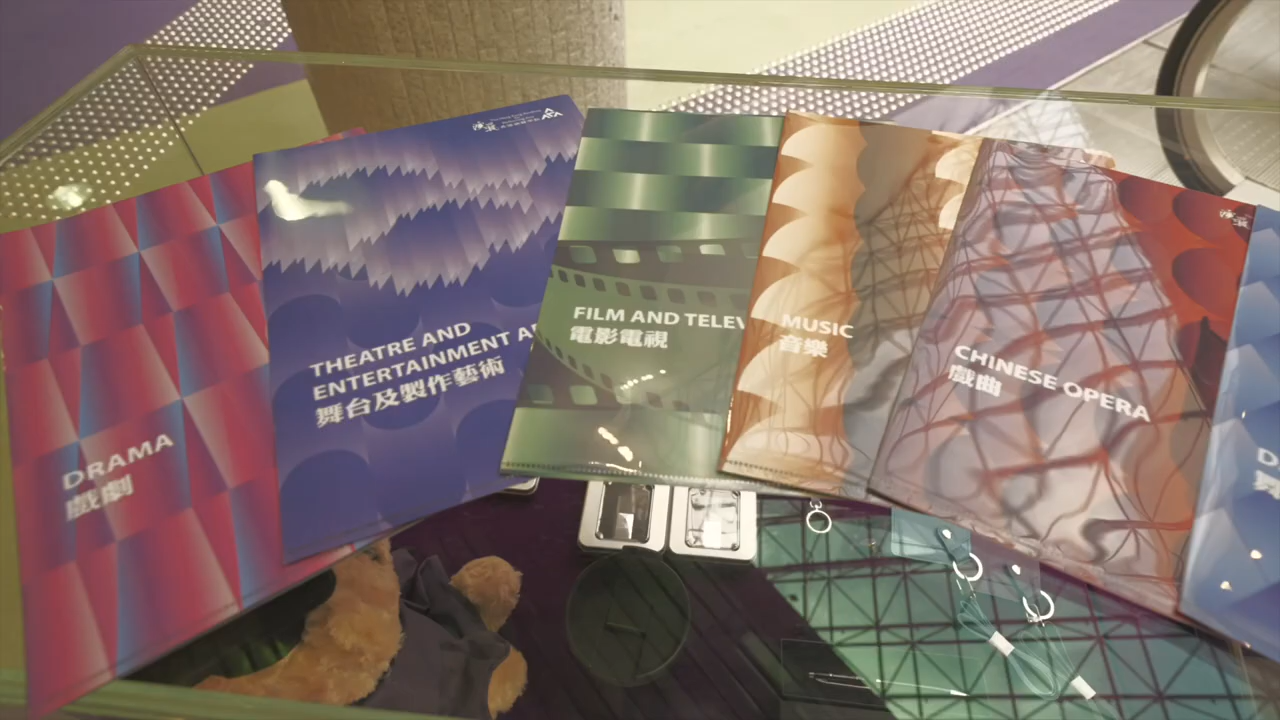 DRAMA
戲劇
THEATRE AND
ENTERTAINMENT A
舞台及製作藝術
FILM AND TELEV
電影電視
MUSIC
音樂
CHINESE OPERA
戲曲
D